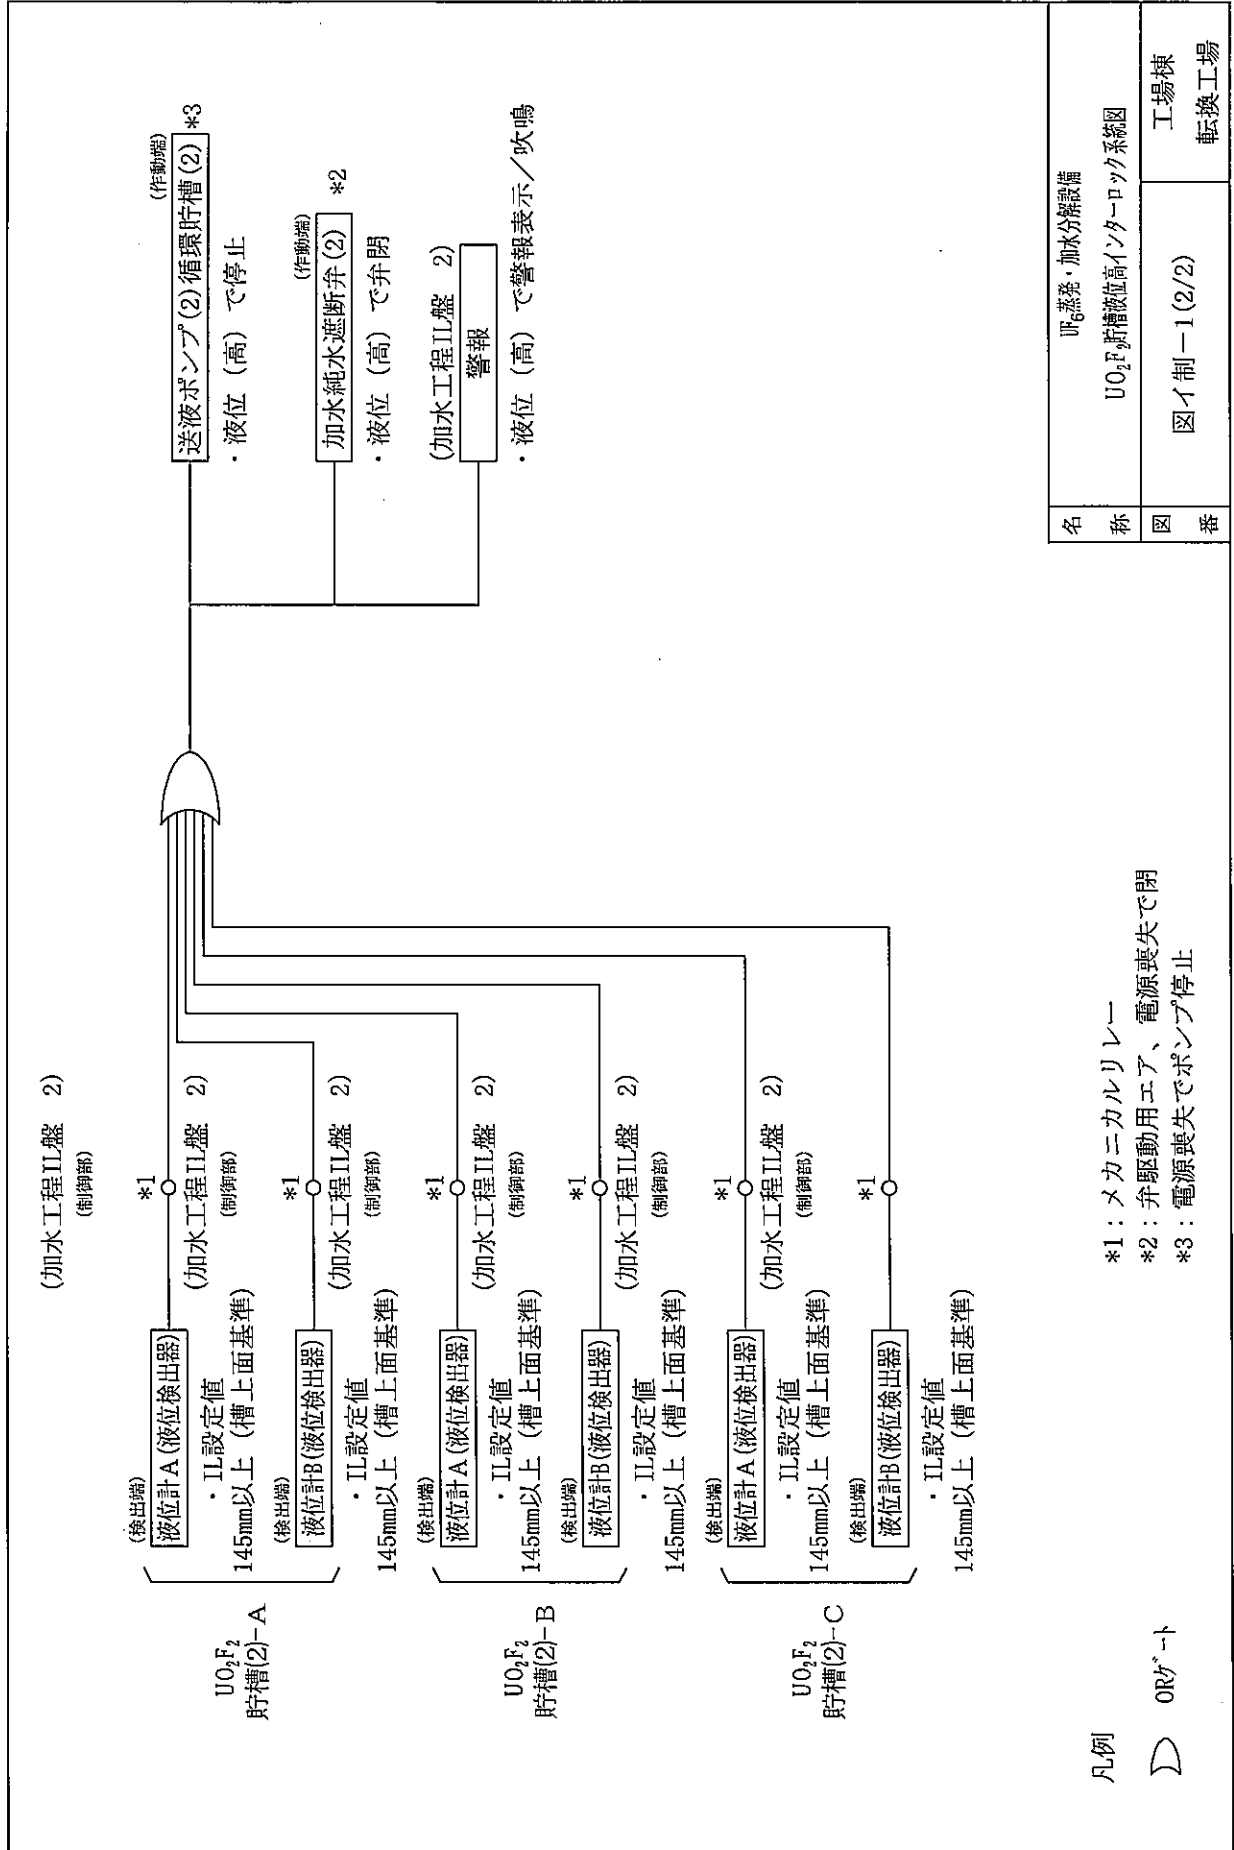 (加水工程IL盤 2)
(制御部)
UO₂F₂
貯槽(2)-A
(検出端)
液位計A(液位検出器)
・IL設定値
145mm以上 (槽上面基準)
*1
(加水工程IL盤 2)
(制御部)
(検出端)
液位計B(液位検出器)
・IL設定値
145mm以上 (槽上面基準)
*1
(加水工程IL盤 2)
(制御部)
UO₂F₂
貯槽(2)-B
(検出端)
液位計A(液位検出器)
・IL設定値
145mm以上 (槽上面基準)
*1
(加水工程IL盤 2)
(制御部)
(検出端)
液位計B(液位検出器)
・IL設定値
145mm以上 (槽上面基準)
*1
(加水工程IL盤 2)
(制御部)
UO₂F₂
貯槽(2)-C
(検出端)
液位計A(液位検出器)
・IL設定値
145mm以上 (槽上面基準)
*1
(加水工程IL盤 2)
(制御部)
(検出端)
液位計B(液位検出器)
・IL設定値
145mm以上 (槽上面基準)
*1
(作動端)
送液ポンプ(2)循環貯槽(2) *3
・液位 (高) で停止
(作動端)
加水純水遮断弁(2) *2
・液位 (高) で弁閉
(加水工程IL盤 2)
警報
・液位 (高) で警報表示/吹鳴
凡例
ORゲート
*1:メカニカルリレー
*2:弁駆動用エア、電源喪失で閉
*3:電源喪失でポンプ停止
名称
UF₆蒸発・加水分解設備
UO₂F₂貯槽液位高インターロック系統図
図番
図イ制-1(2/2)
工場棟
転換工場